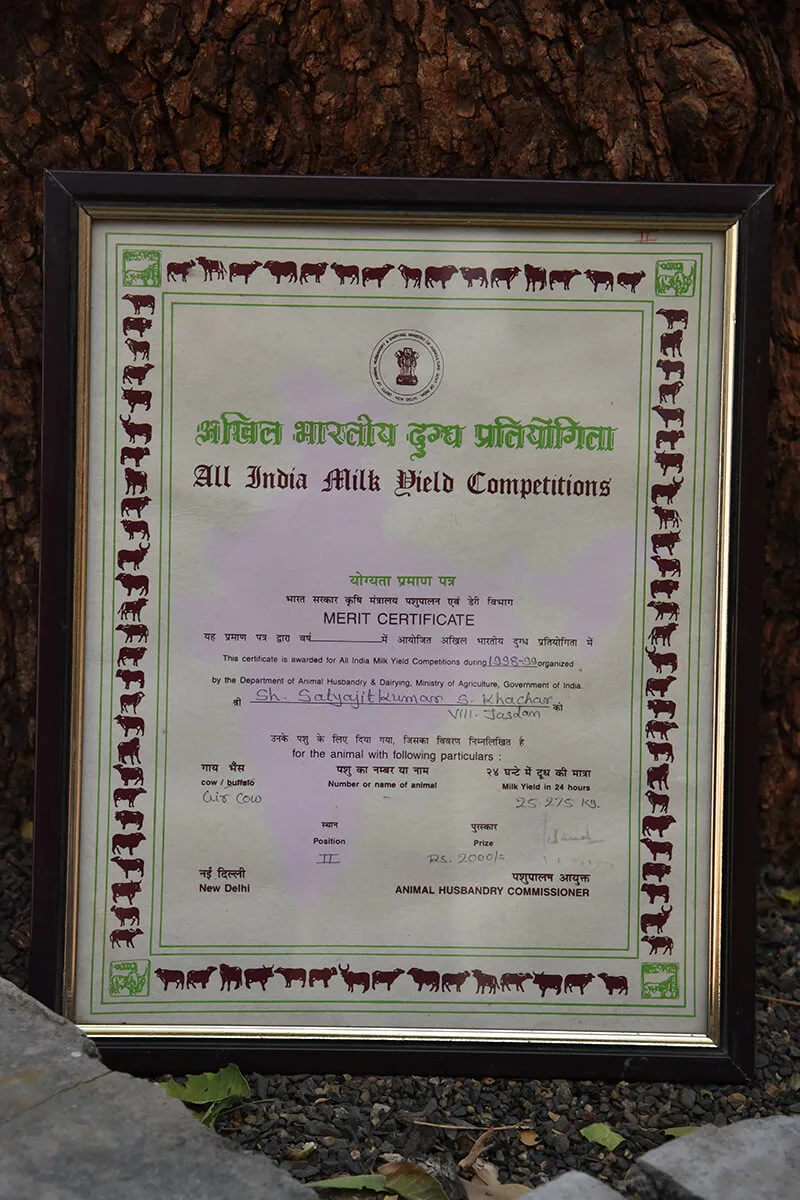 अखिल भारतीय दुग्ध प्रतियोगिता
All India Milk Yield Competitions
योग्यता प्रमाण पत्र
भारत सरकार कृषि मंत्रालय पशुपालन एवं डेरी विभाग
MERIT CERTIFICATE
यह प्रमाण पत्र द्वारा वर्ष में आयोजित अखिल भारतीय दुग्ध प्रतियोगिता में
This certificate is awarded for All India Milk Yield Competitions during 1998-99 organized
by the Department of Animal Husbandry & Dairying, Ministry of Agriculture, Government of India.
श्री Sh. Satyajitkumar S. Khachar को
Vill. Jasdan
उनके पशु के लिए दिया गया, जिसका विवरण निम्नलिखित है
for the animal with following particulars :
गाय भैंस पशु का नम्बर या नाम २४ घन्टे में दूध की मात्रा
cow / buffalo Number or name of animal Milk Yield in 24 hours
Gir Cow - 25.275 Kg.
स्थान पुरस्कार
Position Prize
II Rs. 2000/=
नई दिल्ली पशुपालन आयुक्त
New Delhi ANIMAL HUSBANDRY COMMISSIONER